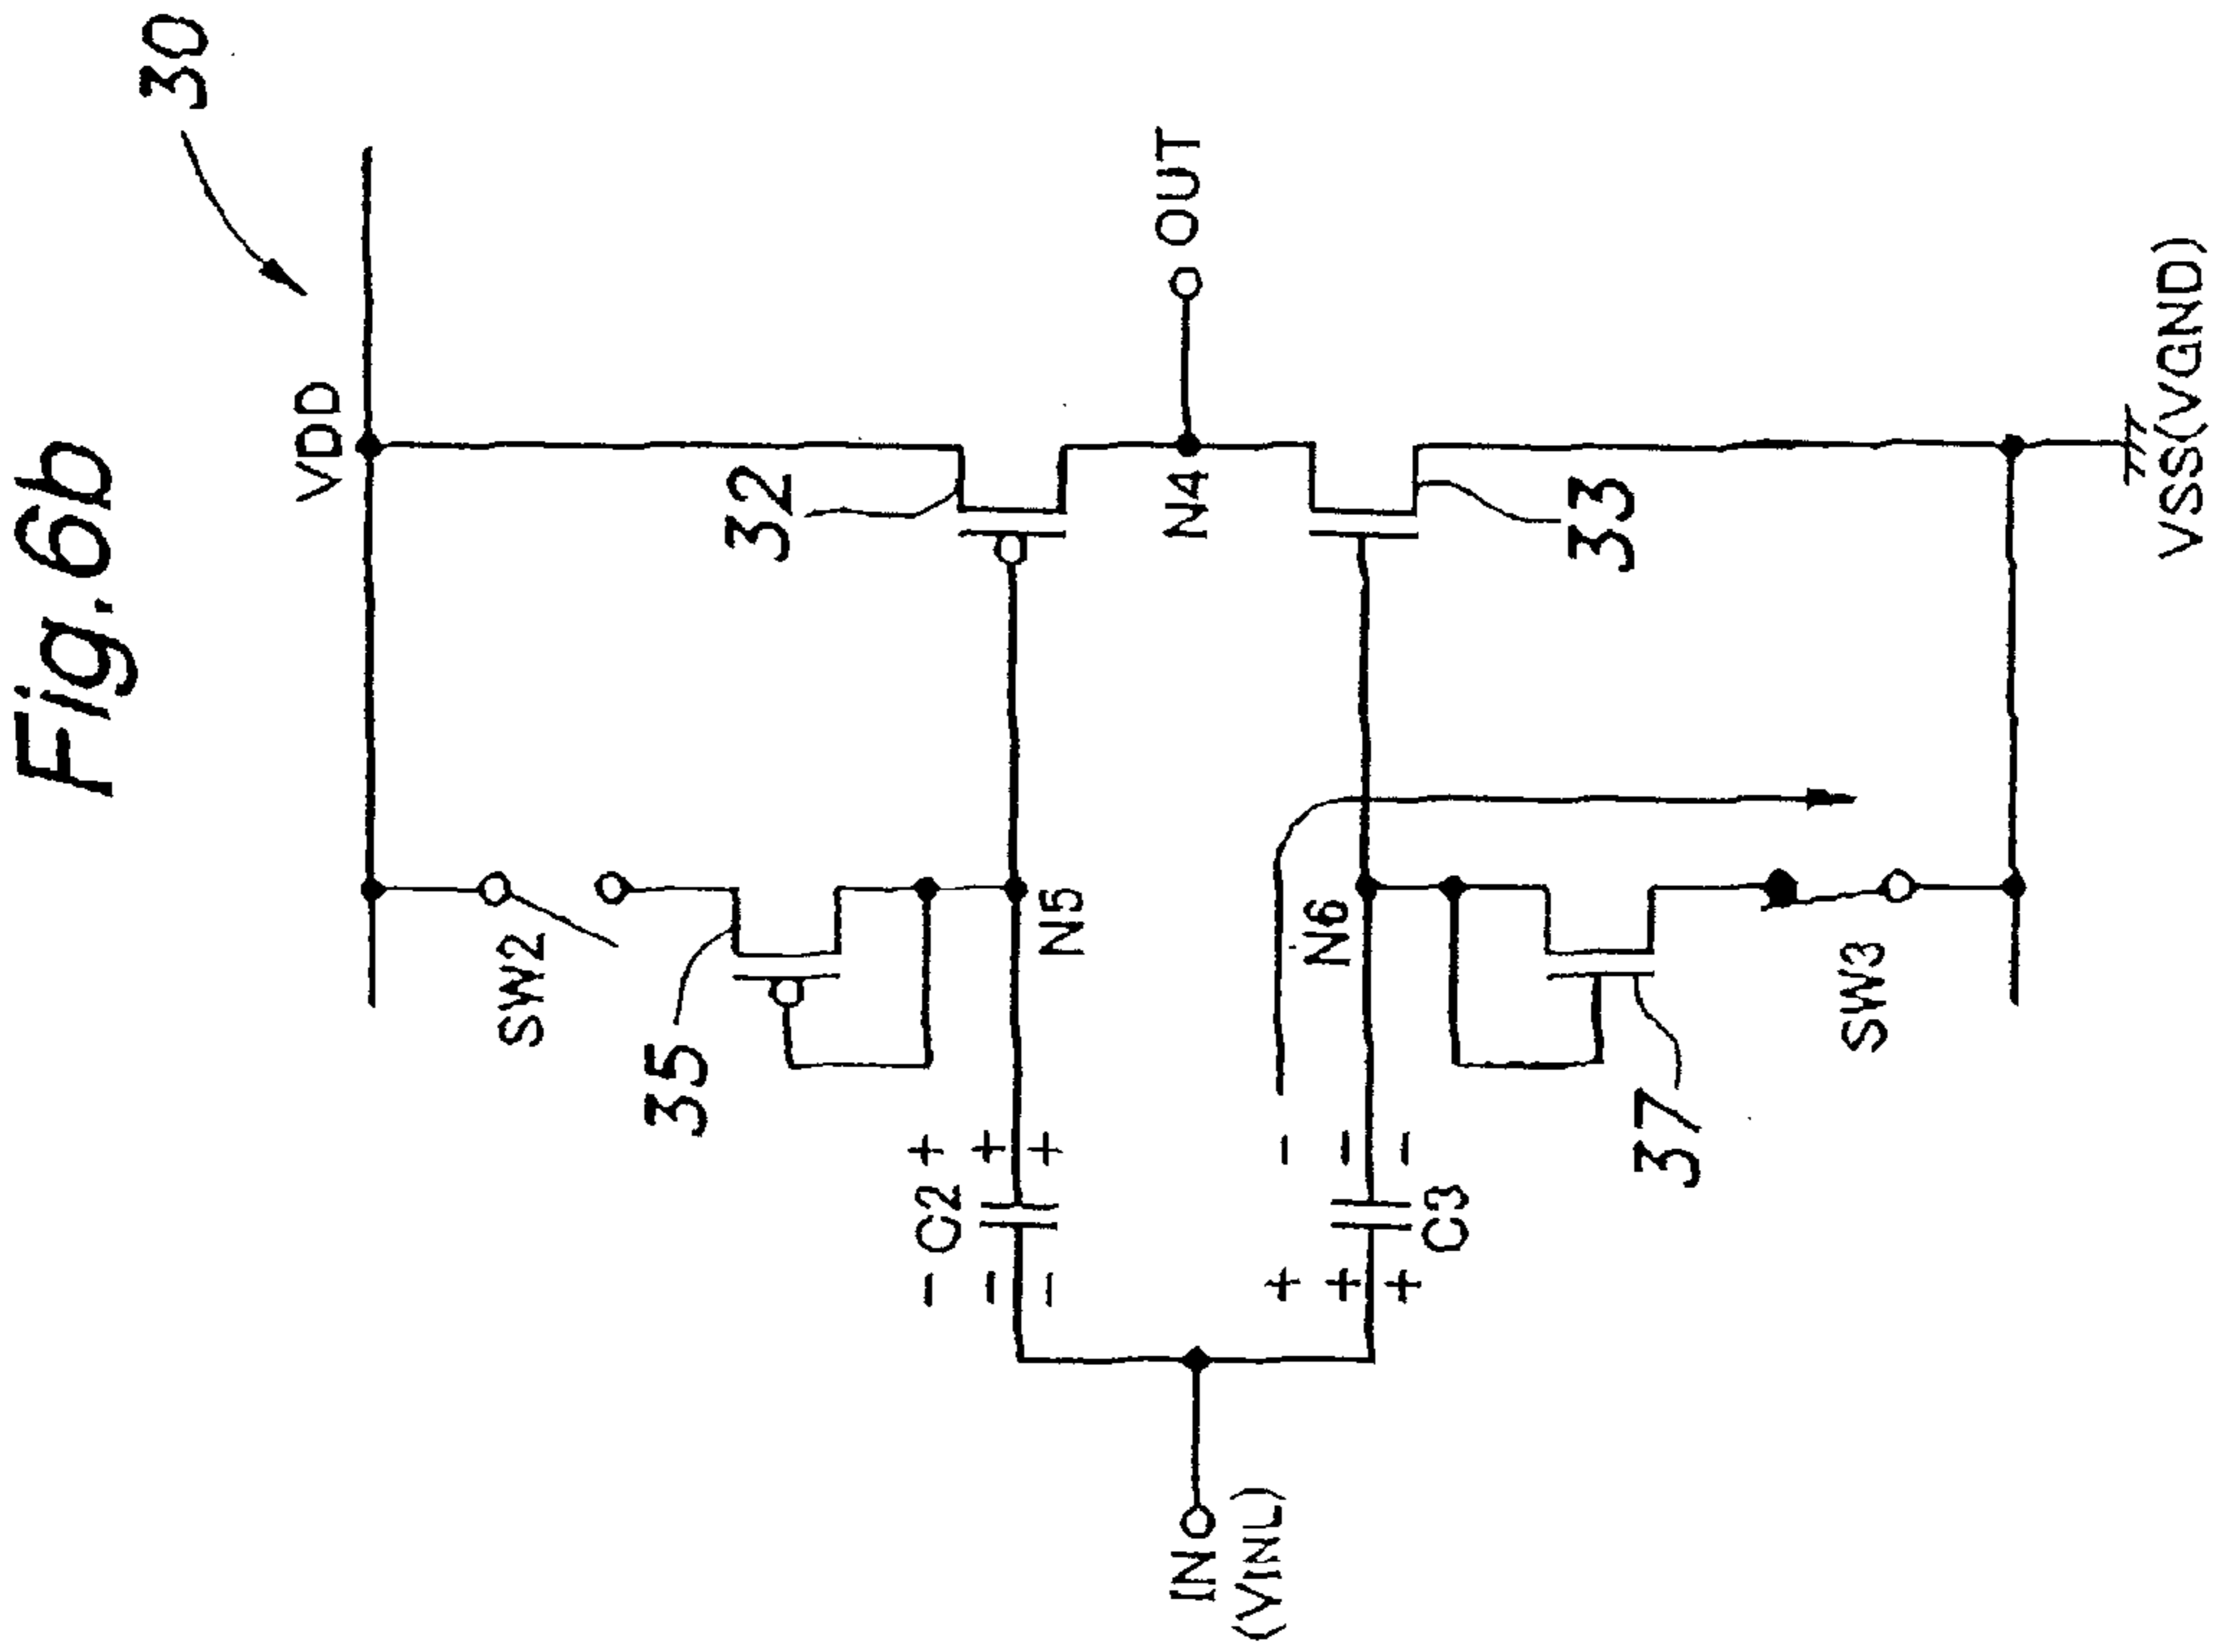 Fig. 6b
30
VDD
SW2
35
32
- C2 +
- +
- +
N5
IN
(VINL)
N4
OUT
N6
+ -
+ -
+ -
C3
33
37
SW3
VSS(VGND)